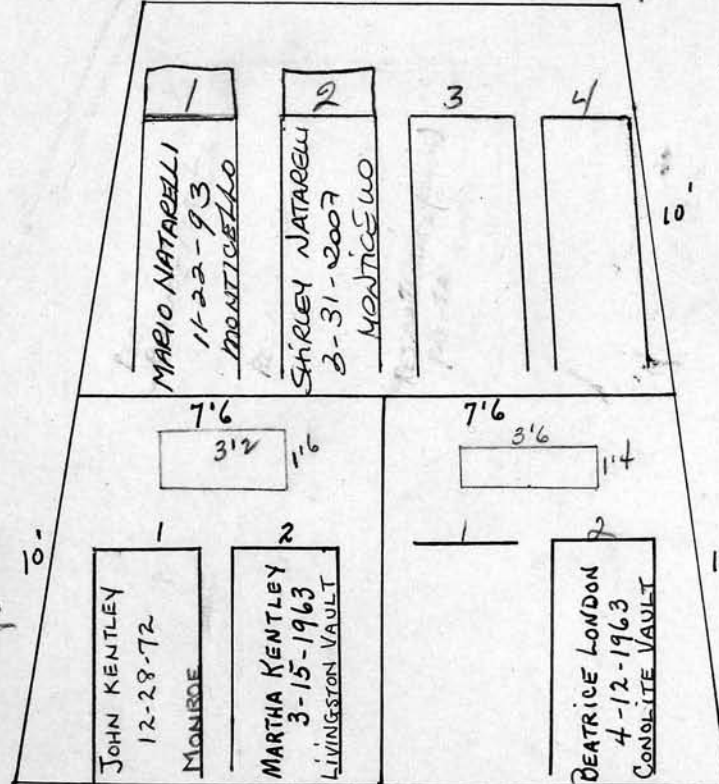 1
2
3
4
MARIO NATARELLI
11-22-93
MONTICELLO
SHIRLEY NATARELLI
3-31-2007
MONTICELLO
10'
7'6
3'2
1'6
7'6
3'6
1'4
10'
1
2
1
2
JOHN KENTLEY
12-28-72
MONROE
MARTHA KENTLEY
3-15-1963
LIVINGSTON VAULT
BEATRICE LONDON
4-12-1963
CONOLITE VAULT